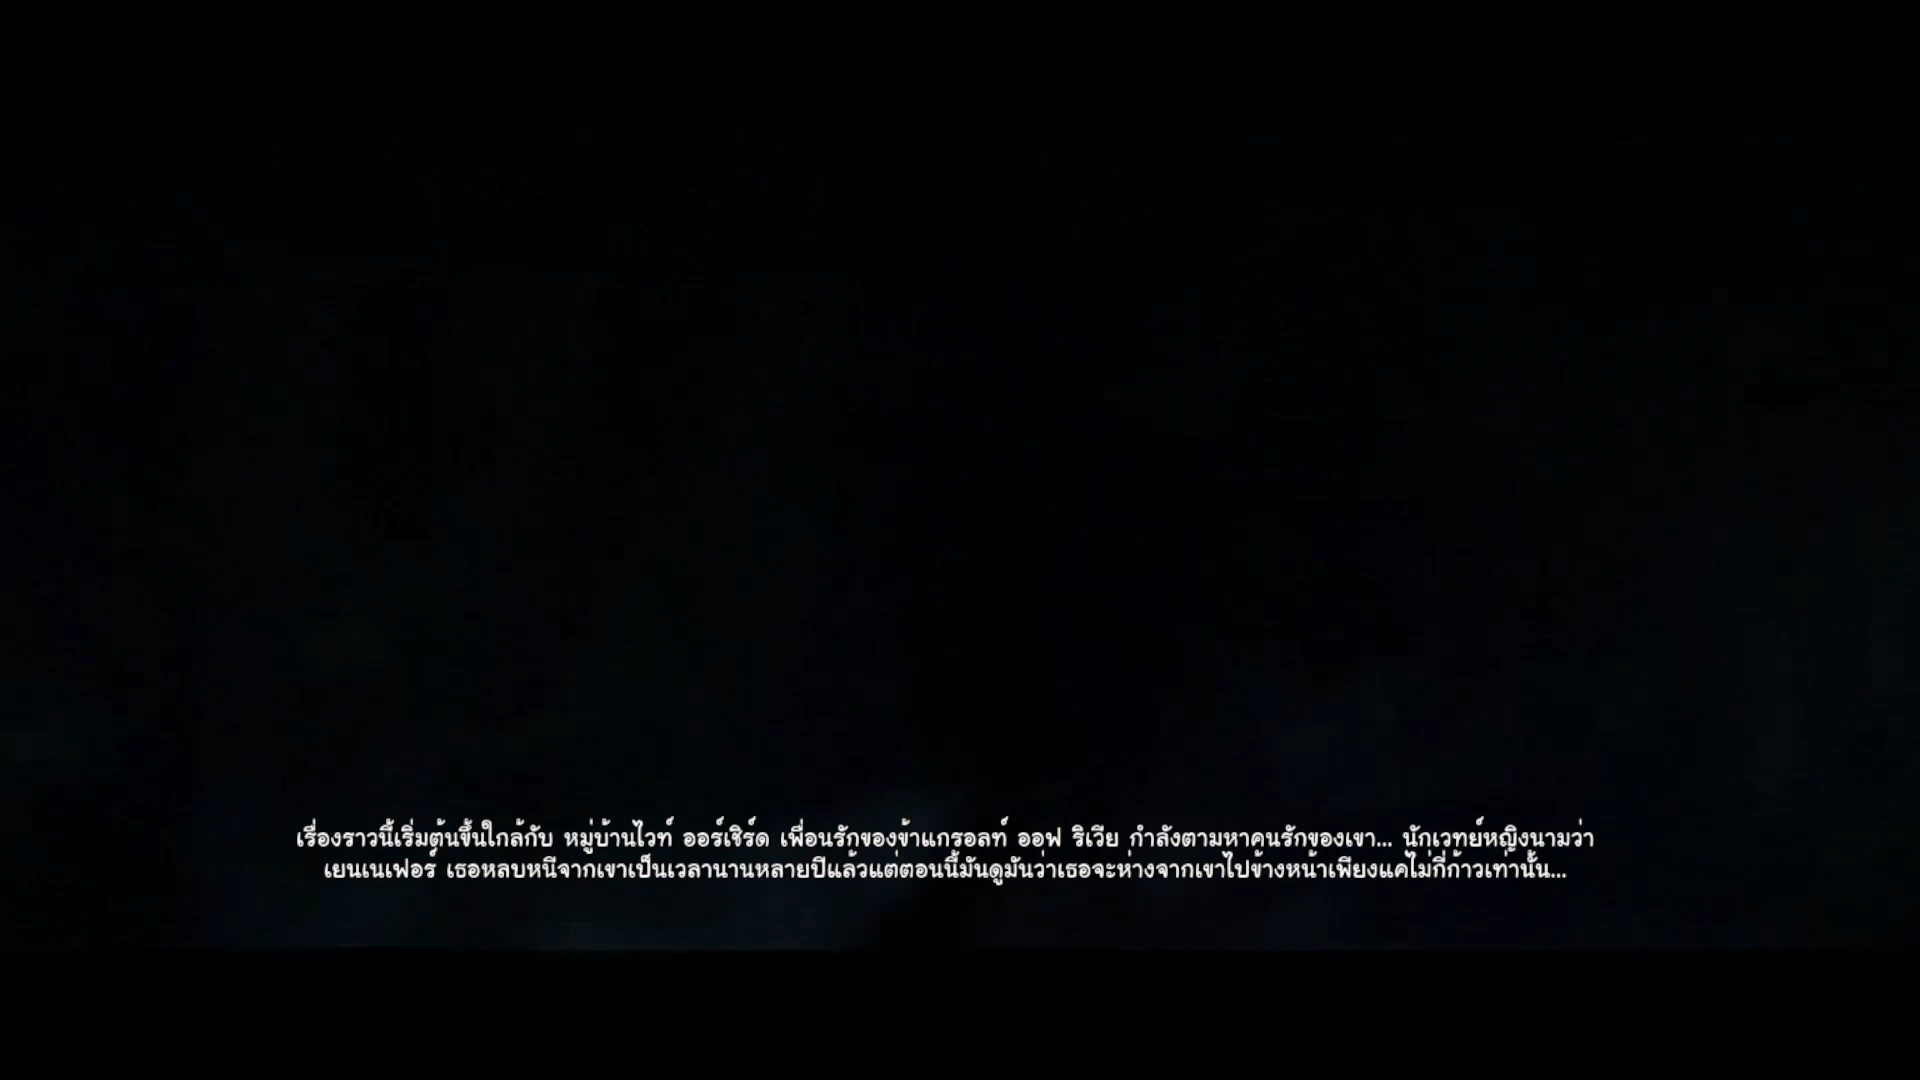 เรื่องราวนี้เริ่มต้นขึ้นใกล้กับ หมู่บ้านไวท์ ออร์เชิร์ด เพื่อนรักของข้าแกรอลท์ ออฟ ริเวีย กำลังตามหาคนรักของเขา... นักเวทย์หญิงนามว่า
เยนเนเฟอร์ เธอหลบหนีจากเขาเป็นเวลานานหลายปีแล้วแต่ตอนนี้มันดูมันว่าเธอจะห่างจากเขาไปข้างหน้าเพียงแค่ไม่กี่ก้าวเท่านั้น...